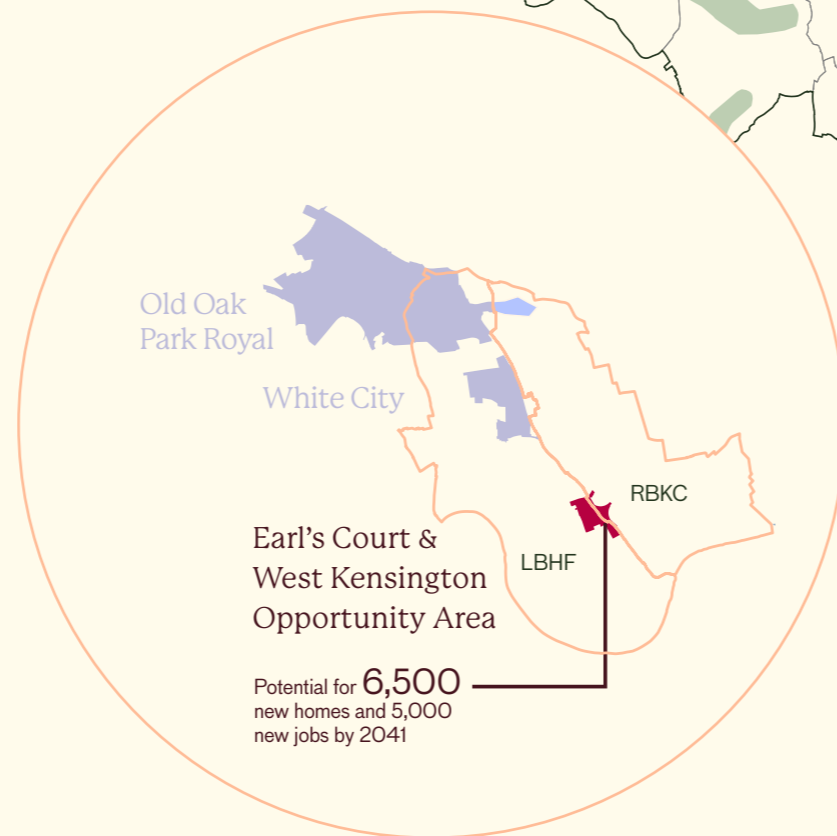 Old Oak
Park Royal
White City
RBKC
LBHF
Earl’s Court &
West Kensington
Opportunity Area
Potential for 6,500
new homes and 5,000
new jobs by 2041